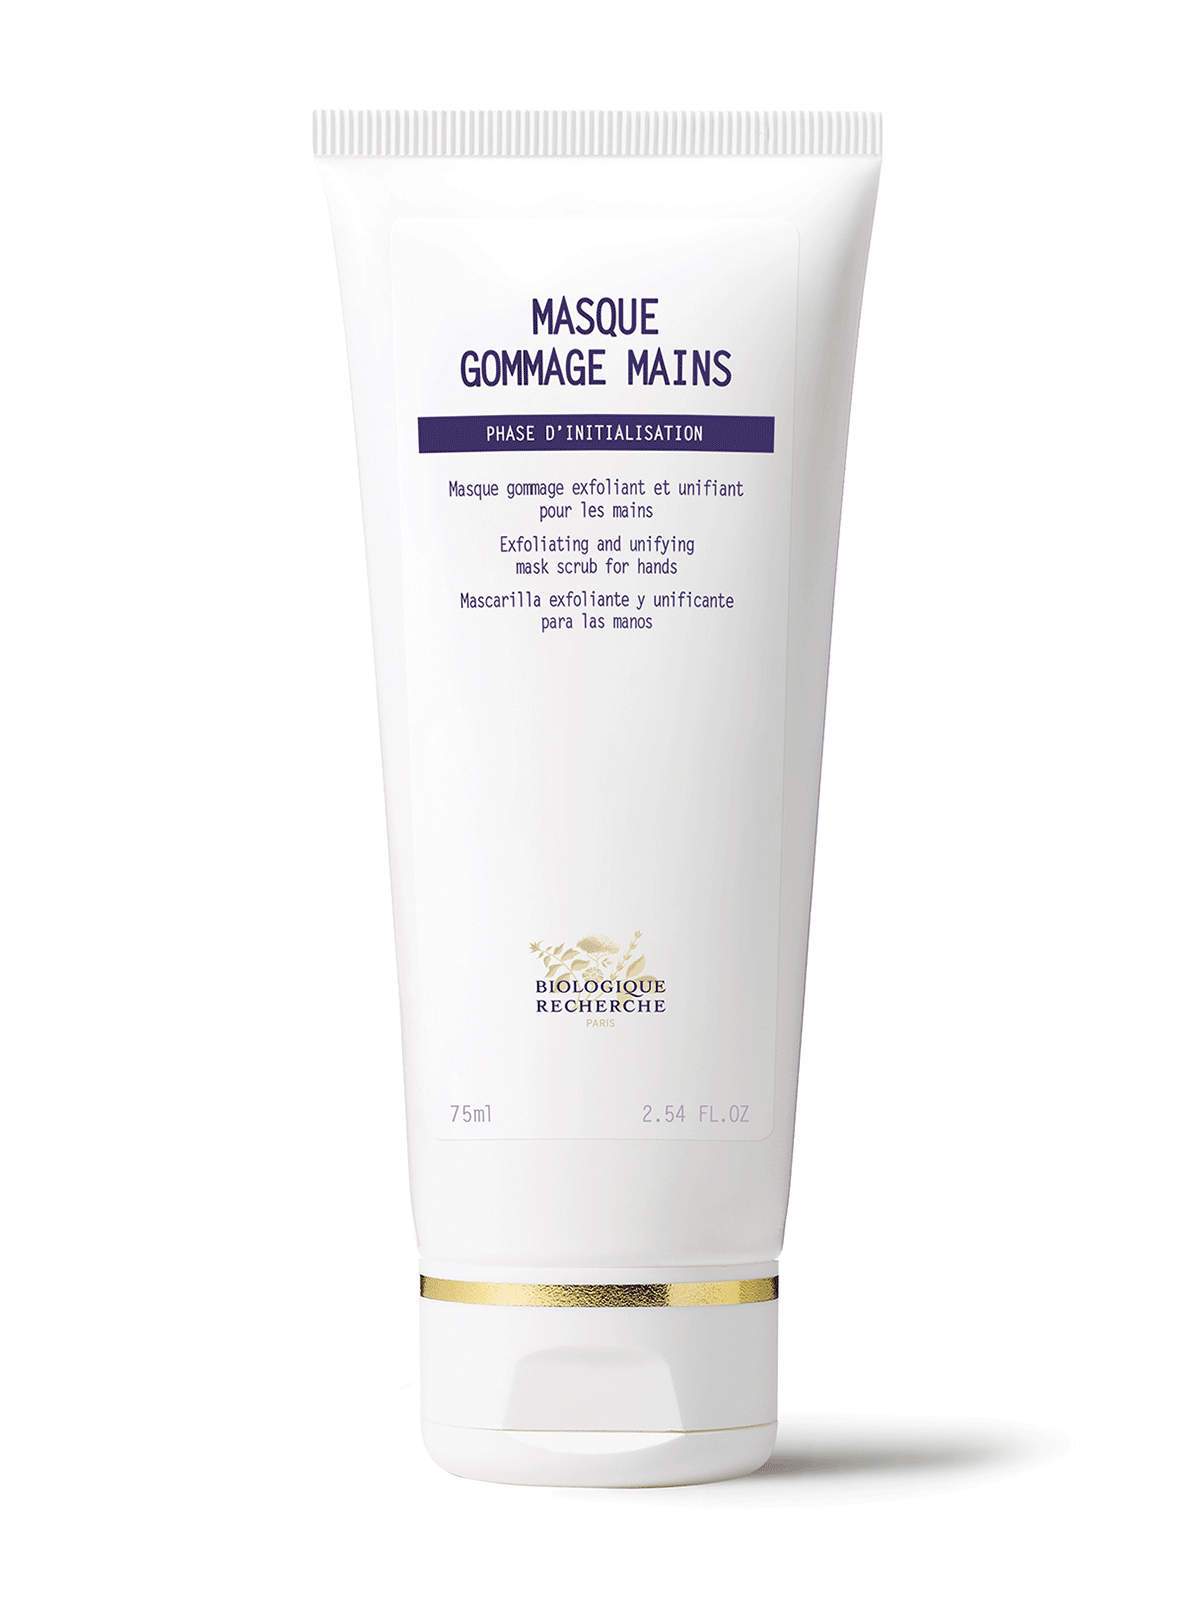 MASQUE
GOMMAGE MAINS
PHASE D'INITIALISATION
Masque gommage exfoliant et unifiant
pour les mains
Exfoliating and unifying
mask scrub for hands
Mascarilla exfoliante y unificante
para las manos
BIOLOGIQUE
RECHERCHE
PARIS
75ml 2.54 FL.OZ